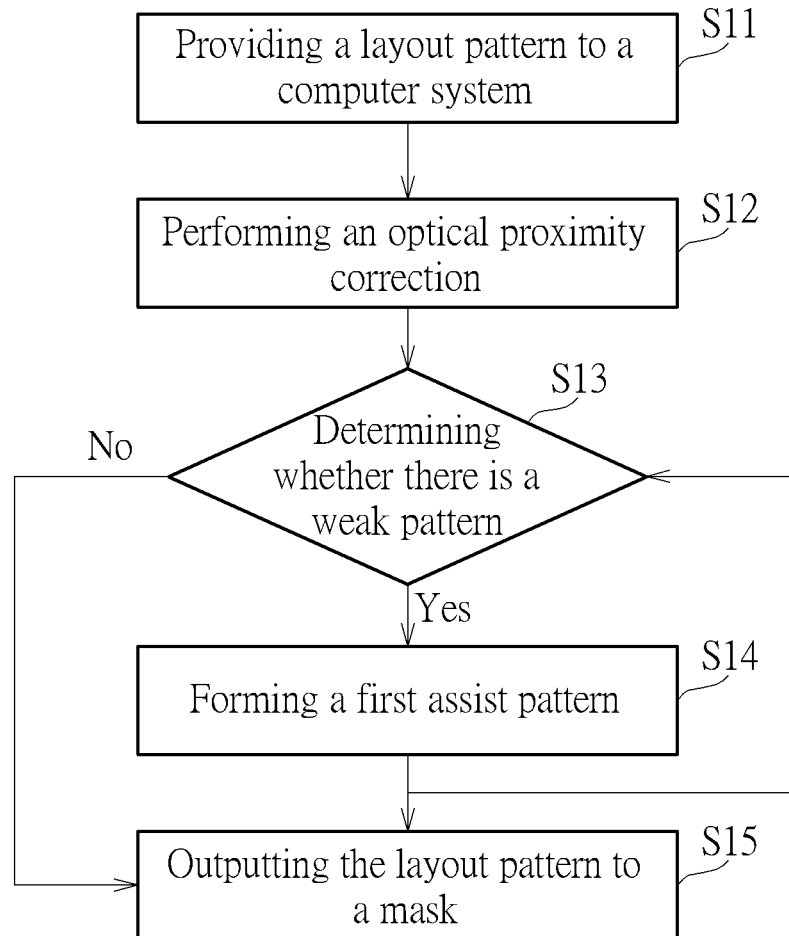 S11
Providing a layout pattern to a
computer system
S12
Performing an optical proximity
correction
S13
Determining
whether there is a
weak pattern
No
Yes
S14
Forming a first assist pattern
S15
Outputting the layout pattern to
a mask